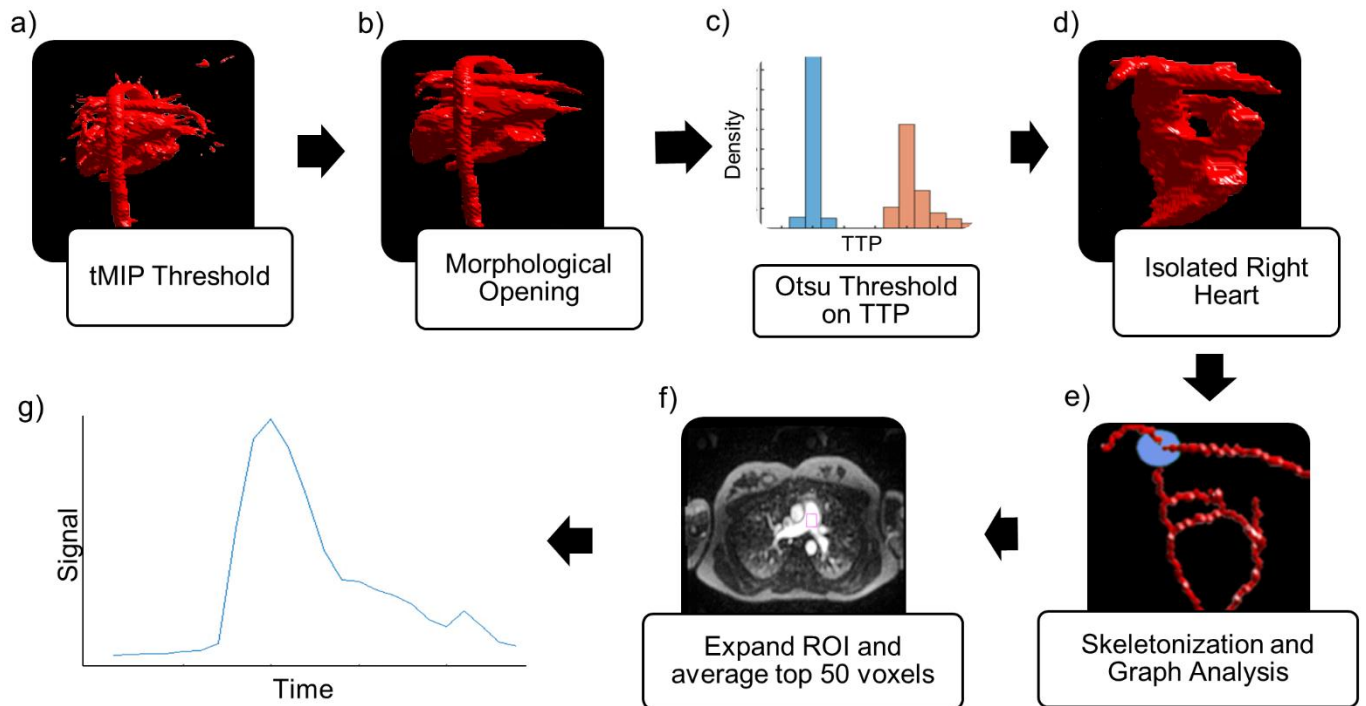 a)
tMIP Threshold
b)
Morphological
Opening
c)
Density
TTP
Otsu Threshold
on TTP
d)
Isolated Right
Heart
e)
Skeletonization and
Graph Analysis
f)
Expand ROI and
average top 50 voxels
g)
Signal
Time